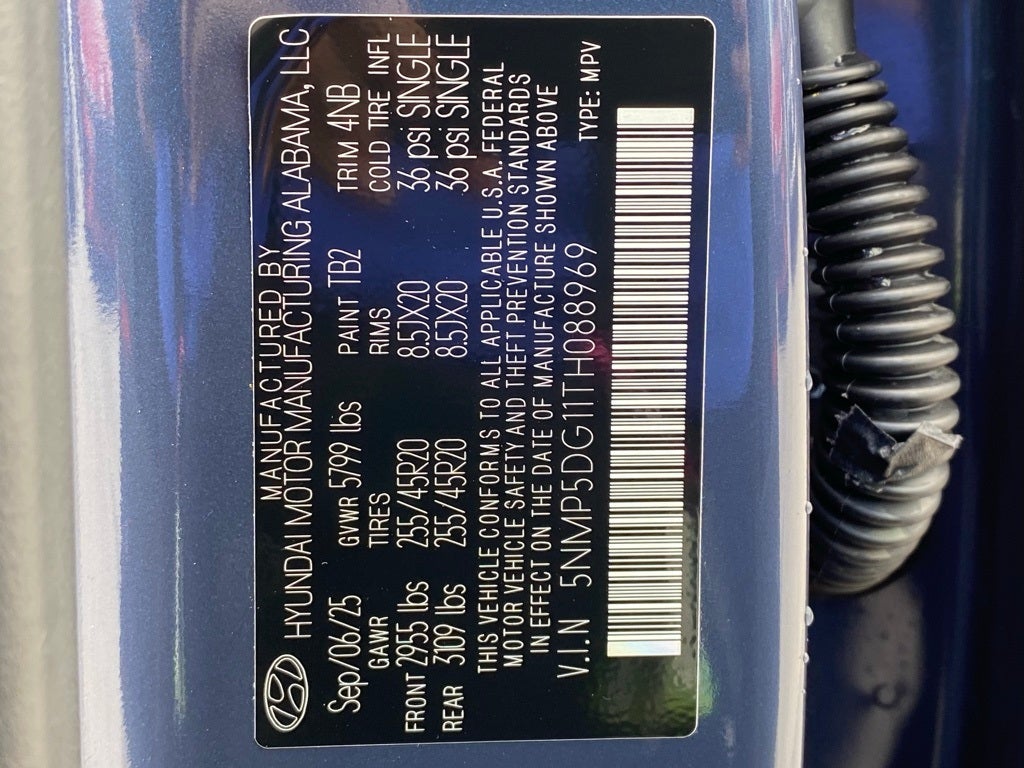 MANUFACTURED BY
HYUNDAI MOTOR MANUFACTURING ALABAMA, LLC
Sep/06/25 GVWR 5799 lbs PAINT TB2 TRIM 4NB
GAWR TIRES RIMS COLD TIRE INFL
FRONT 2955 lbs 255/45R20 8.5JX20 36 psi SINGLE
REAR 3109 lbs 255/45R20 8.5JX20 36 psi SINGLE
THIS VEHICLE CONFORMS TO ALL APPLICABLE U.S.A. FEDERAL
MOTOR VEHICLE SAFETY AND THEFT PREVENTION STANDARDS
IN EFFECT ON THE DATE OF MANUFACTURE SHOWN ABOVE
V.I.N 5NMP5DG11TH088969 TYPE: MPV